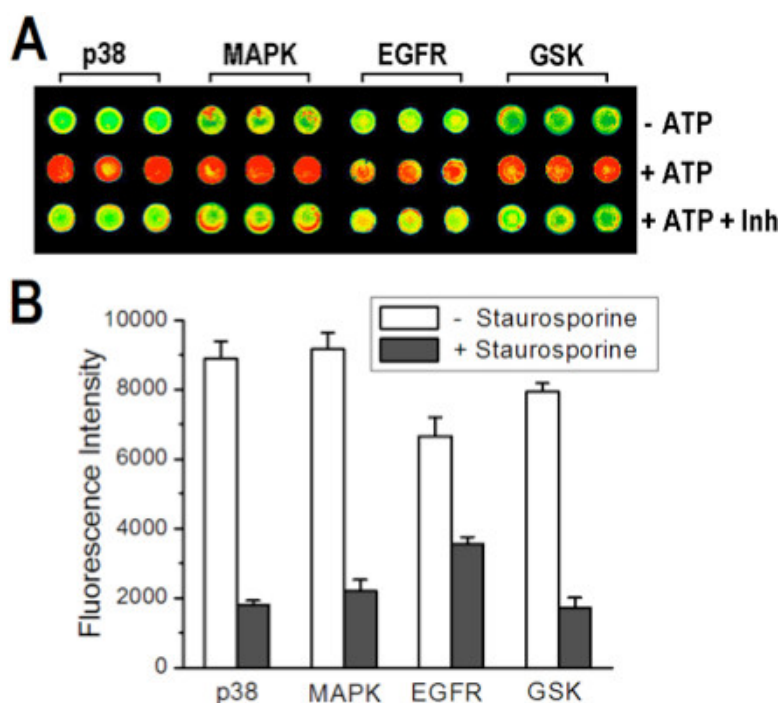 A
p38 MAPK EGFR GSK
- ATP
+ ATP
+ ATP + Inh
B
- Staurosporine
+ Staurosporine
Fluorescence Intensity
10000
8000
6000
4000
2000
0
p38 MAPK EGFR GSK